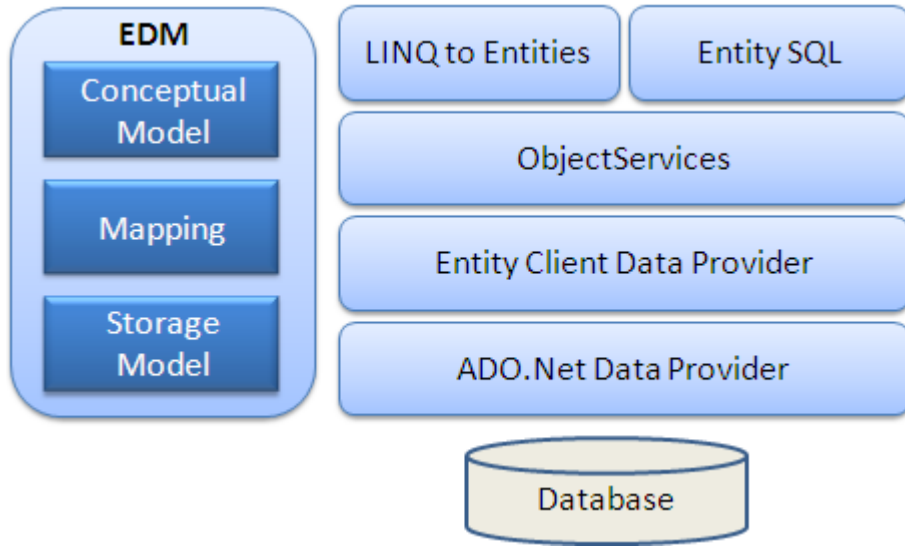 EDM
Conceptual
Model
Mapping
Storage
Model
LINQ to Entities
Entity SQL
ObjectServices
Entity Client Data Provider
ADO.Net Data Provider
Database